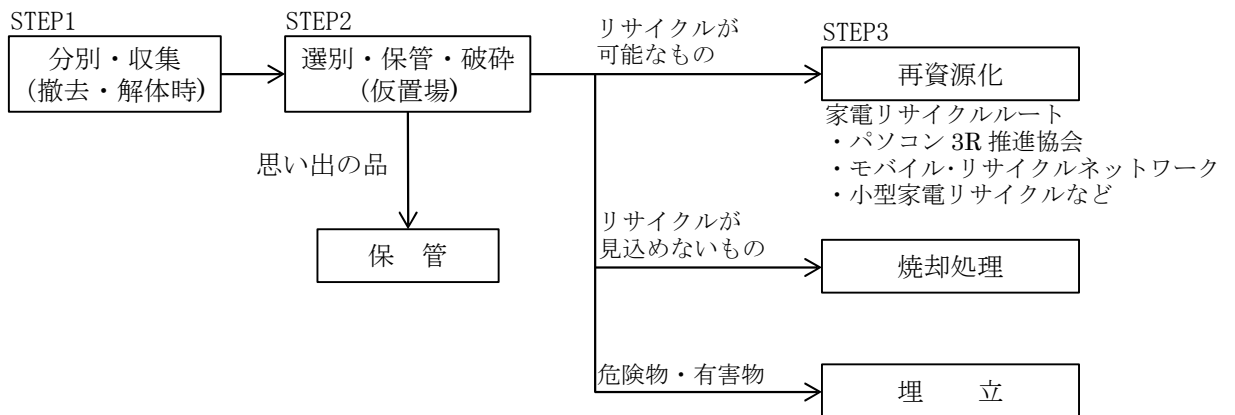 STEP1
分別・収集
(撤去・解体時)
STEP2
選別・保管・破砕
(仮置場)
思い出の品
保 管
リサイクルが
可能なもの
STEP3
再資源化
家電リサイクルルート
・パソコン 3R 推進協会
・モバイル・リサイクルネットワーク
・小型家電リサイクルなど
リサイクルが
見込めないもの
焼却処理
危険物・有害物
埋 立